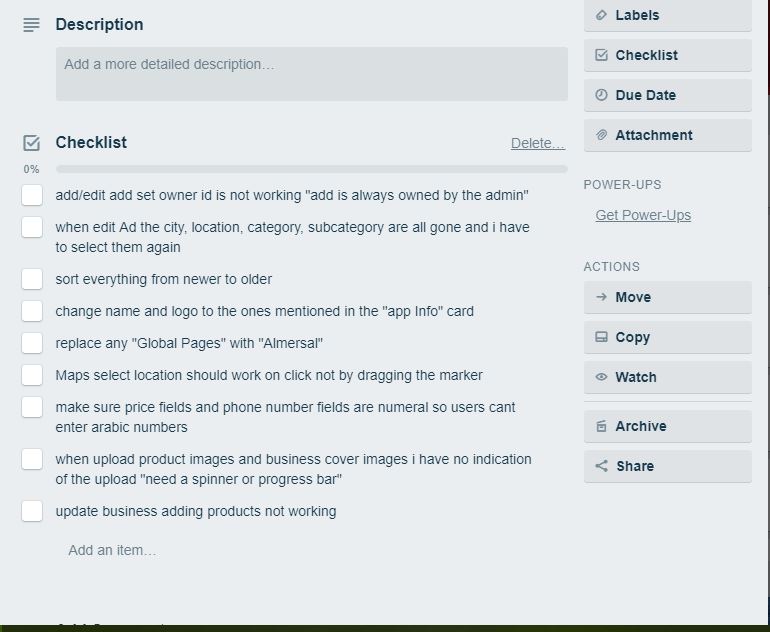 Description
Add a more detailed description…
Checklist
Delete…
0%
add/edit add set owner id is not working "add is always owned by the admin"
when edit Ad the city, location, category, subcategory are all gone and i have
to select them again
sort everything from newer to older
change name and logo to the ones mentioned in the "app Info" card
replace any "Global Pages" with "Almersal"
Maps select location should work on click not by dragging the marker
make sure price fields and phone number fields are numeral so users cant
enter arabic numbers
when upload product images and business cover images i have no indication
of the upload "need a spinner or progress bar"
update business adding products not working
Add an item…
Labels
Checklist
Due Date
Attachment
POWER-UPS
Get Power-Ups
ACTIONS
Move
Copy
Watch
Archive
Share